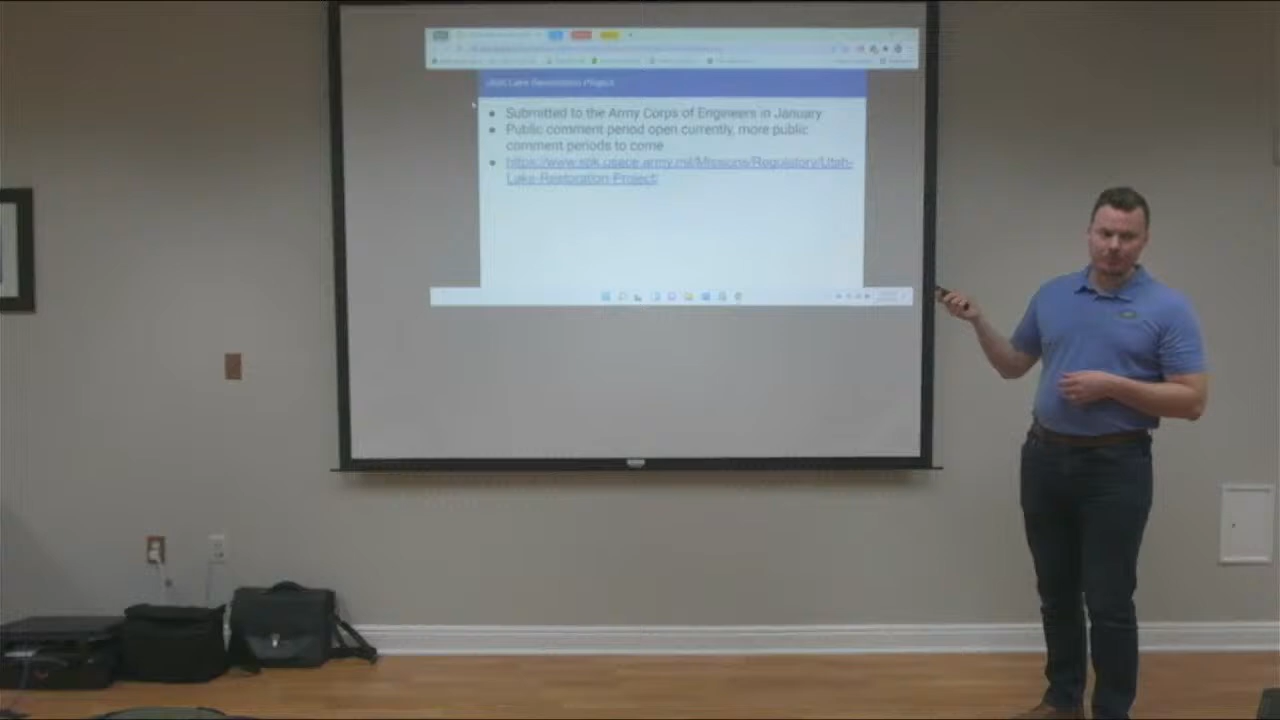 Utah Lake Restoration Project
Submitted to the Army Corps of Engineers in January
Public comment period open currently, more public
comment periods to come
https://www.spk.usace.army.mil/Missions/Regulatory/Utah-
Lake-Restoration-Project/